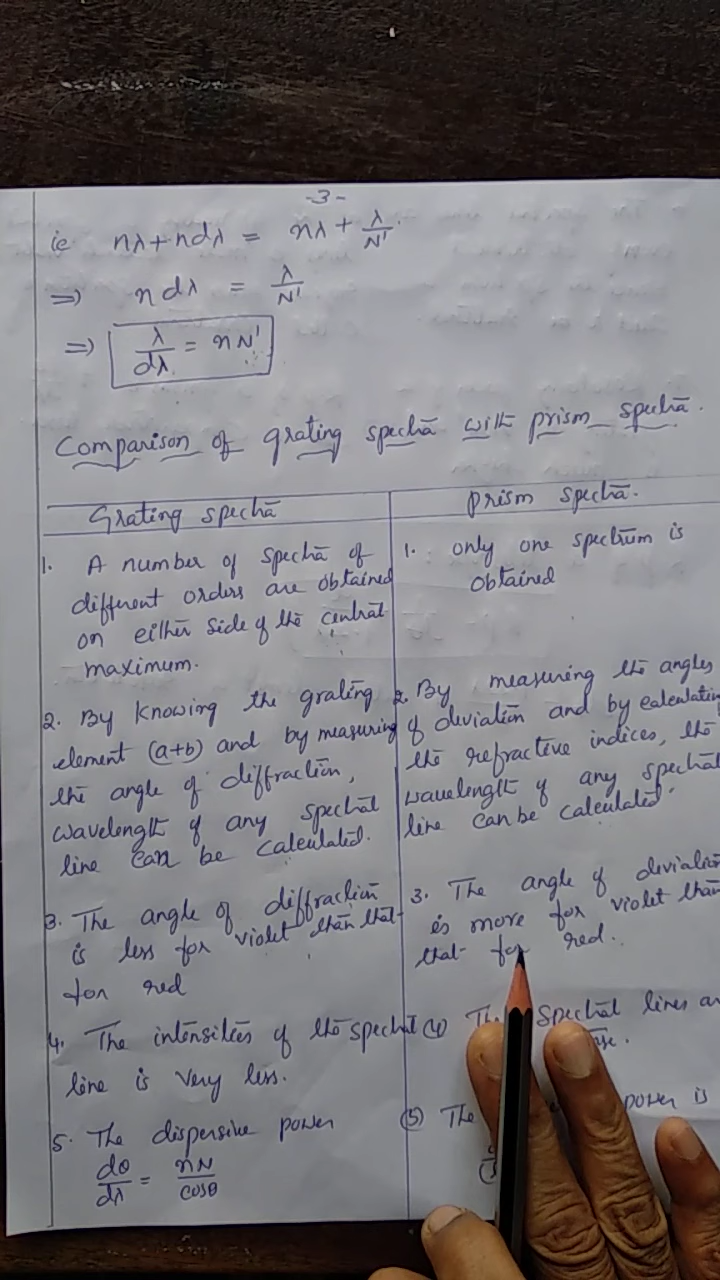 -3-
ie nλ+ndλ = nλ + λ/N'
⇒ n dλ = λ/N'
⇒ λ/dλ = nN'
Comparison of grating spectra with prism spectra.
Grating spectra
1. A number of spectra of
different orders are obtained
on either side of the central
maximum.
2. By knowing the grating
element (a+b) and by measuring
the angle of diffraction,
wavelength of any spectral
line can be calculated.
3. The angle of diffraction
is less for violet than that
for red
4. The intensities of the spectral
line is very less.
5. The dispersive power
dθ/dλ = nN/cosθ
Prism spectra.
1. only one spectrum is
obtained
2. By measuring the angles
of deviation and by
the refractive indices, the
wavelength of any spectral
line can be calculated.
3. The angle of
is more for violet than
that for red.
(4) Spectral lines
(5) The power is